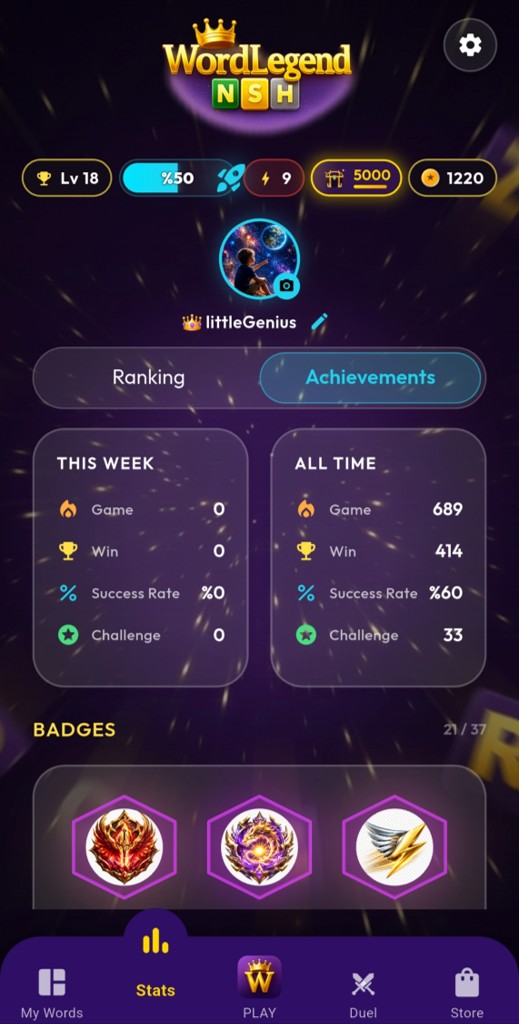 WordLegend
N S H
Lv 18 %50 9 5000 1220
littleGenius
Ranking Achievements
THIS WEEK
Game 0
Win 0
Success Rate %0
Challenge 0
ALL TIME
Game 689
Win 414
Success Rate %60
Challenge 33
BADGES 21 / 37
My Words Stats W PLAY Duel Store